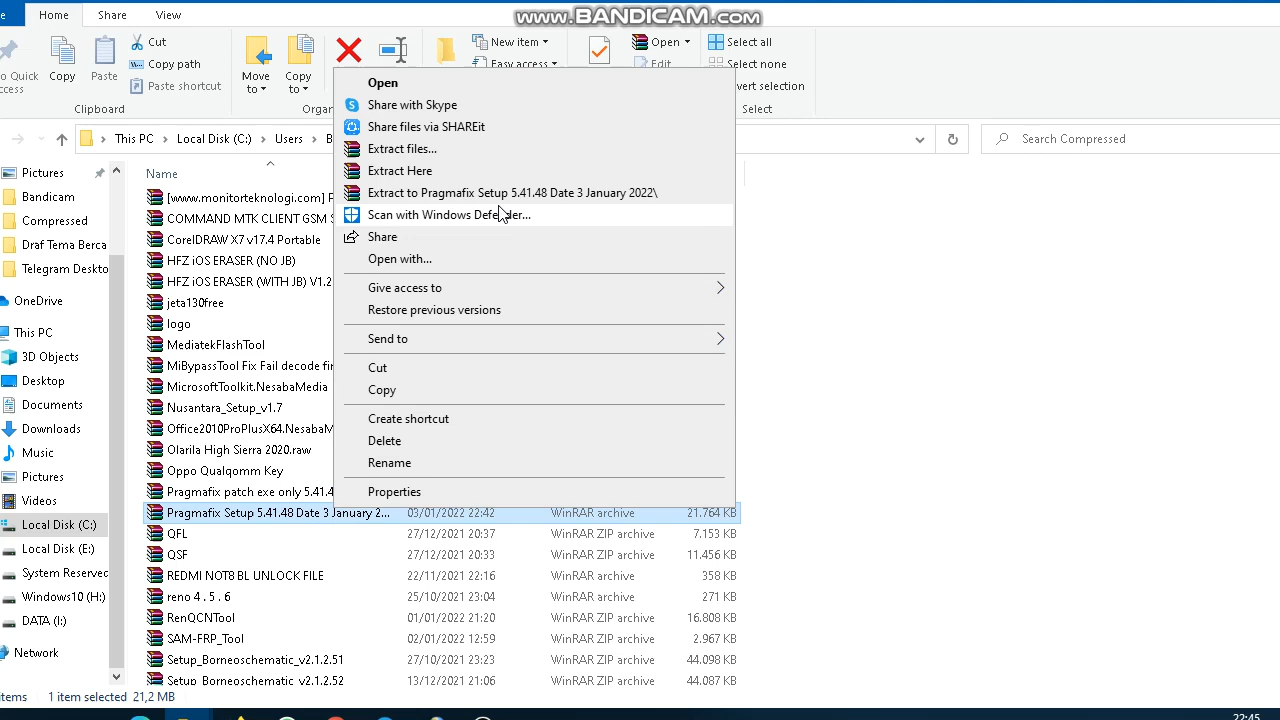 www.BANDICAM.com
Home
Share
View
Cut
Copy path
Paste shortcut
Copy
Paste
Move to
Copy to
New item
Easy access
Open
Edit
Select all
Select none
Clipboard
Select
This PC
Local Disk (C:)
Users
Search Compressed
Pictures
Bandicam
Compressed
Draf Tema Berca
Telegram Deskto
OneDrive
This PC
3D Objects
Desktop
Documents
Downloads
Music
Pictures
Videos
Local Disk (C:)
Local Disk (E:)
System Reserved
Windows10 (H:)
DATA (I:)
Network
[www.monitorteknologi.com]
COMMAND MTK CLIENT GSM
CorelDRAW X7 v17.4 Portable
HFZ iOS ERASER (NO JB)
HFZ iOS ERASER (WITH JB) V1.2
jeta130free
logo
MediatekFlashTool
MiBypassTool Fix Fail decode
MicrosoftToolkit.NesabaMedia
Nusantara_Setup_v1.7
Office2010ProPlusX64.NesabaM
Olarila High Sierra 2020.raw
Oppo Qualqomm Key
Pragmafix patch exe only 5.41.4
Pragmafix Setup 5.41.48 Date 3 January 2... 03/01/2022 22:42 WinRAR archive 21.764 KB
QFL 27/12/2021 20:37 WinRAR ZIP archive 7.153 KB
QSF 27/12/2021 20:33 WinRAR ZIP archive 11.456 KB
REDMI NOT8 BL UNLOCK FILE 22/11/2021 22:16 WinRAR archive 358 KB
reno 4 . 5 . 6 25/10/2021 23:04 WinRAR archive 271 KB
RenQCNTool 01/01/2022 21:20 WinRAR ZIP archive 16.808 KB
SAM-FRP_Tool 02/01/2022 12:59 WinRAR ZIP archive 2.967 KB
Setup_Borneoschematic_v2.1.2.51 27/10/2021 23:23 WinRAR ZIP archive 44.098 KB
Setup_Borneoschematic_v2.1.2.52 13/12/2021 21:06 WinRAR ZIP archive 44.087 KB
Open
Share with Skype
Share files via SHAREit
Extract files...
Extract Here
Extract to Pragmafix Setup 5.41.48 Date 3 January 2022\
Scan with Windows Defender...
Share
Open with...
Give access to
Restore previous versions
Send to
Cut
Copy
Create shortcut
Delete
Rename
Properties
1 item selected 21,2 MB
22:45